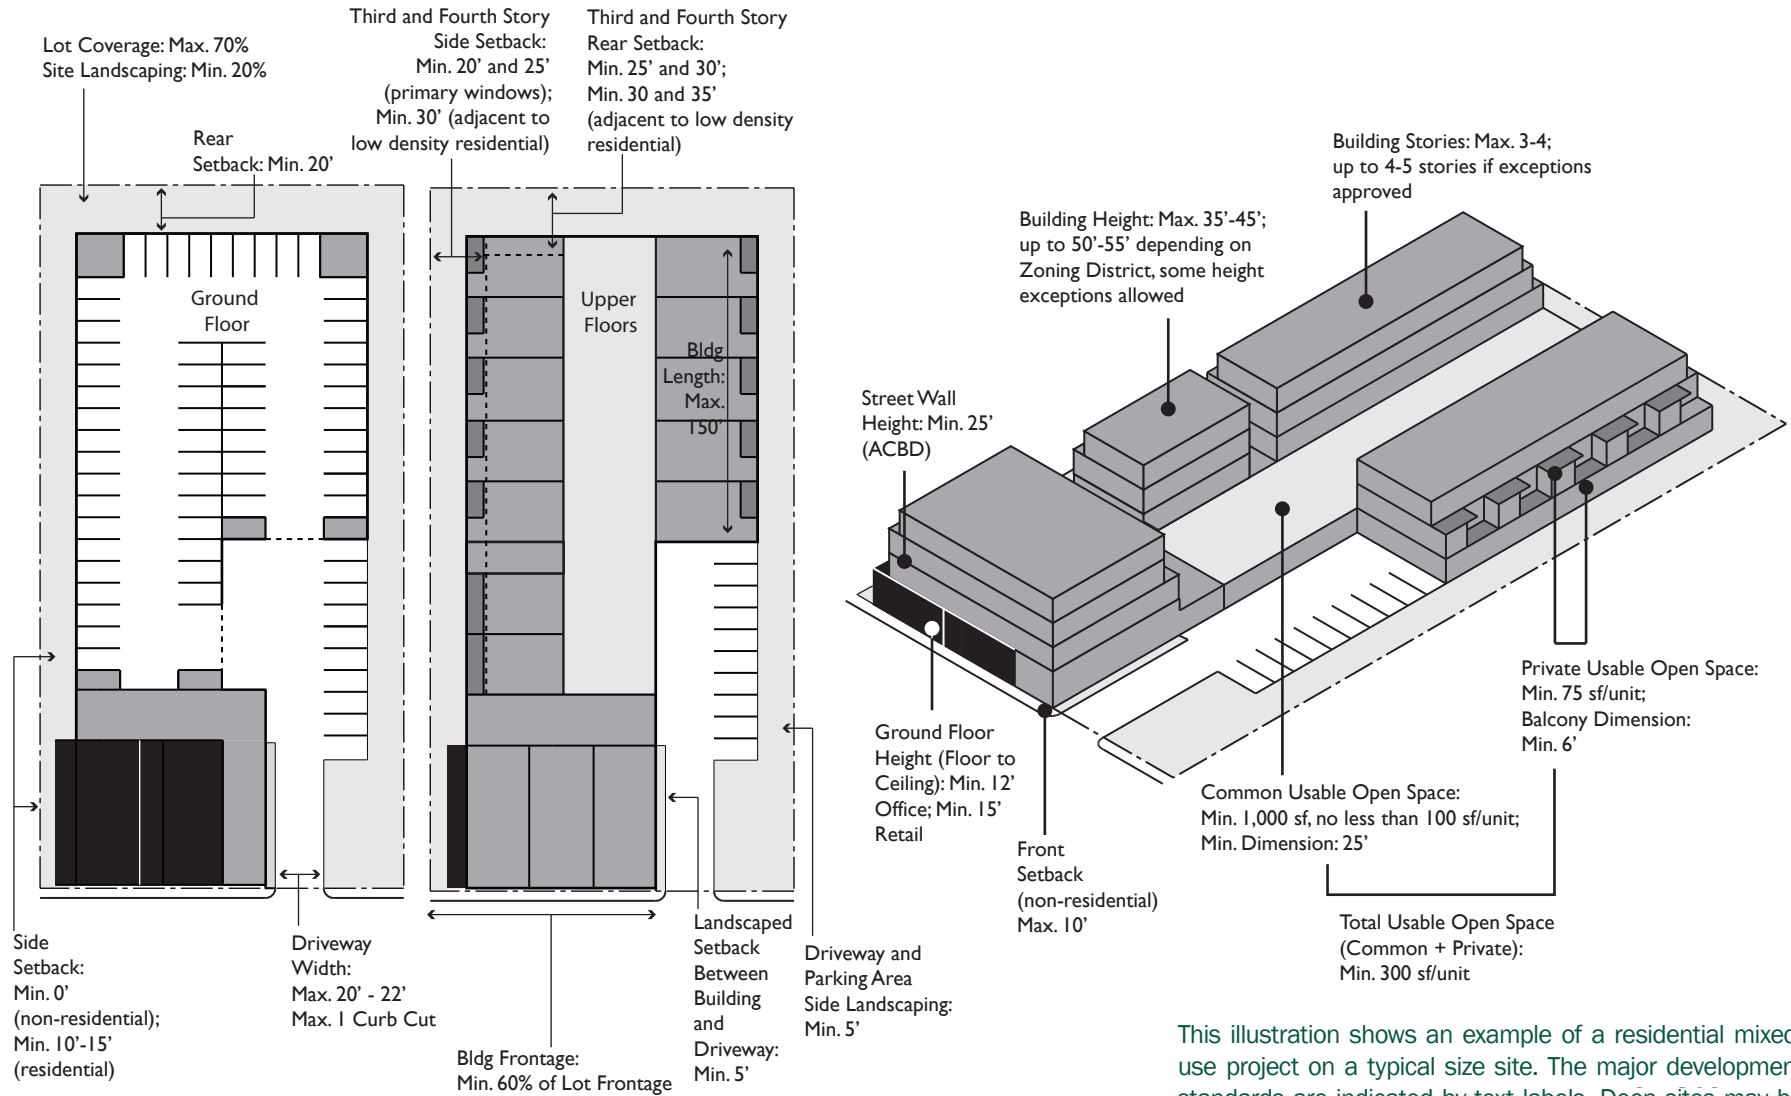 Lot Coverage: Max. 70%
Site Landscaping: Min. 20%
Rear
Setback: Min. 20’
Third and Fourth Story
Side Setback:
Min. 20’ and 25’
(primary windows);
Min. 30’ (adjacent to
low density residential)
Third and Fourth Story
Rear Setback:
Min. 25’ and 30’;
Min. 30 and 35’
(adjacent to low density
residential)
Ground
Floor
Upper
Floors
Bldg
Length:
Max.
150’
Building Stories: Max. 3-4;
up to 4-5 stories if exceptions
approved
Building Height: Max. 35’-45’;
up to 50’-55’ depending on
Zoning District, some height
exceptions allowed
Street Wall
Height: Min. 25’
(ACBD)
Ground Floor
Height (Floor to
Ceiling): Min. 12’
Office; Min. 15’
Retail
Front
Setback
(non-residential)
Max. 10’
Private Usable Open Space:
Min. 75 sf/unit;
Balcony Dimension:
Min. 6’
Common Usable Open Space:
Min. 1,000 sf, no less than 100 sf/unit;
Min. Dimension: 25’
Total Usable Open Space
(Common + Private):
Min. 300 sf/unit
Side
Setback:
Min. 0’
(non-residential);
Min. 10’-15’
(residential)
Driveway
Width:
Max. 20’ - 22’
Max. 1 Curb Cut
Bldg Frontage:
Min. 60% of Lot Frontage
Landscaped
Setback
Between
Building
and
Driveway:
Min. 5’
Driveway and
Parking Area
Side Landscaping:
Min. 5’
This illustration shows an example of a residential mixed
use project on a typical size site. The major developmen
standards are indicated by text labels. Deep sites may b